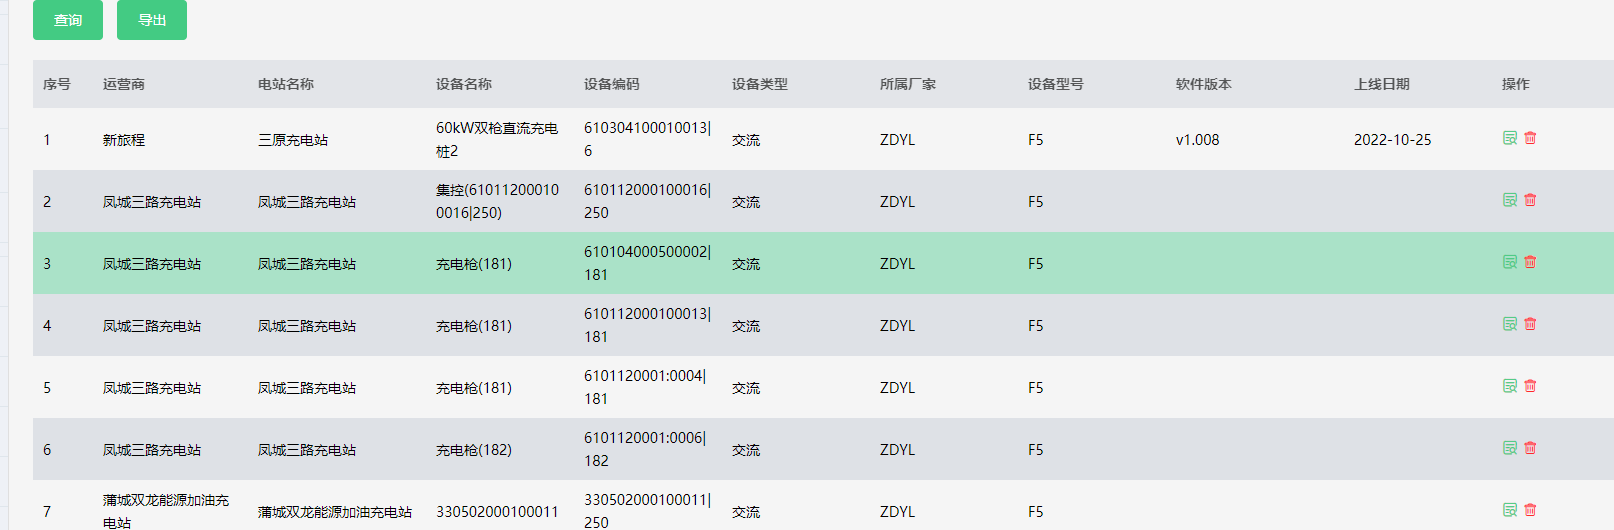 查询 导出
序号 运营商 电站名称 设备名称 设备编码 设备类型 所属厂家 设备型号 软件版本 上线日期 操作
1 新旅程 三原充电站 60kW双枪直流充电桩2 610304100010013|6 交流 ZDYL F5 v1.008 2022-10-25
2 凤城三路充电站 凤城三路充电站 集控(610112000100016|250) 610112000100016|250 交流 ZDYL F5
3 凤城三路充电站 凤城三路充电站 充电枪(181) 610104000500002|181 交流 ZDYL F5
4 凤城三路充电站 凤城三路充电站 充电枪(181) 610112000100013|181 交流 ZDYL F5
5 凤城三路充电站 凤城三路充电站 充电枪(181) 6101120001:0004|181 交流 ZDYL F5
6 凤城三路充电站 凤城三路充电站 充电枪(182) 6101120001:0006|182 交流 ZDYL F5
7 蒲城双龙能源加油充电站 蒲城双龙能源加油充电站 330502000100011 330502000100011|250 交流 ZDYL F5